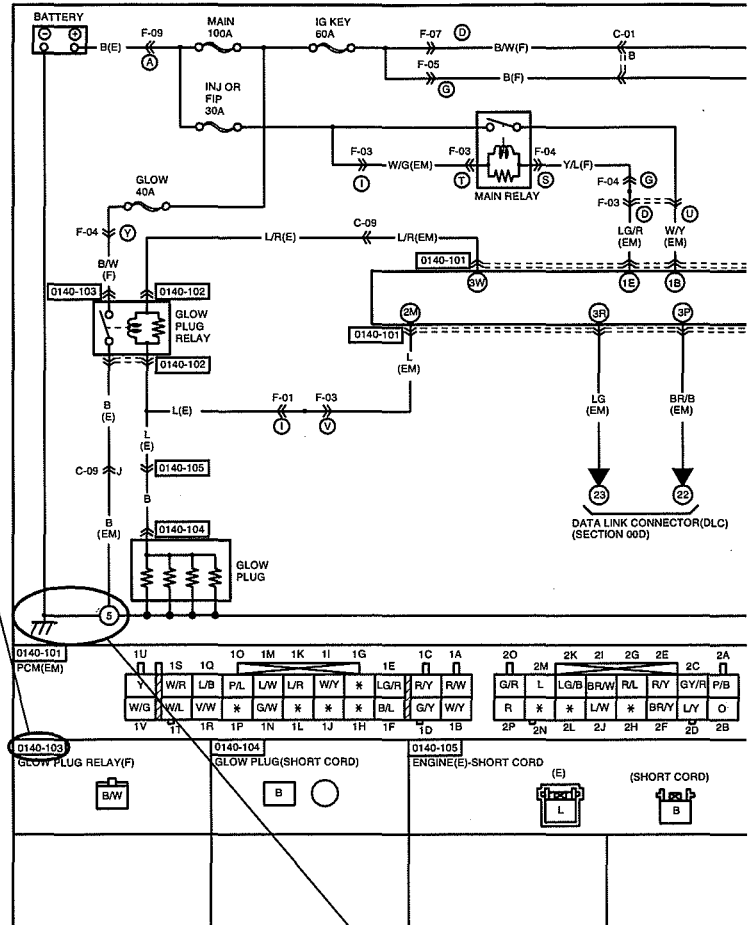 BATTERY
F-09
MAIN
100A
IG KEY
60A
F-07 D
C-01
B(E)
A
B/W(F)
B
F-05
B(F)
G
INJ OR
FIP
30A
F-03
W/G(EM)
F-03
F-04
Y/L(F)
I
T
S
MAIN RELAY
F-04 G
F-03 D
U
GLOW
40A
F-04 Y
C-09
L/R(E)
L/R(EM)
LG/R
(EM)
W/Y
(EM)
B/W
(F)
0140-101
0140-103
0140-102
3W
1E
1B
GLOW
PLUG
RELAY
2M
3R
3P
0140-101
0140-102
L
(EM)
B
(E)
L(E)
F-01
F-03
LG
(EM)
BR/B
(EM)
I
V
L
(E)
C-09 J
0140-105
B
23
22
B
(EM)
0140-104
DATA LINK CONNECTOR(DLC)
(SECTION 00D)
GLOW
PLUG
5
0140-101
PCM(EM)
1U 1S 1Q 1O 1M 1K 1I 1G 1E 1C 1A
Y W/R L/B P/L L/W L/R W/Y * LG/R R/Y R/W
W/G W/L V/W * G/W * * * B/L G/Y W/Y
1V 1T 1R 1P 1N 1L 1J 1H 1F 1D 1B
2O 2M 2K 2I 2G 2E 2C 2A
G/R L LG/B BR/W R/L R/Y GY/R P/B
R * * L/W * BR/Y L/Y O
2P 2N 2L 2J 2H 2F 2D 2B
0140-103
GLOW PLUG RELAY(F)
B/W
0140-104
GLOW PLUG(SHORT CORD)
B
0140-105
ENGINE(E)-SHORT CORD
(E)
L
(SHORT CORD)
B